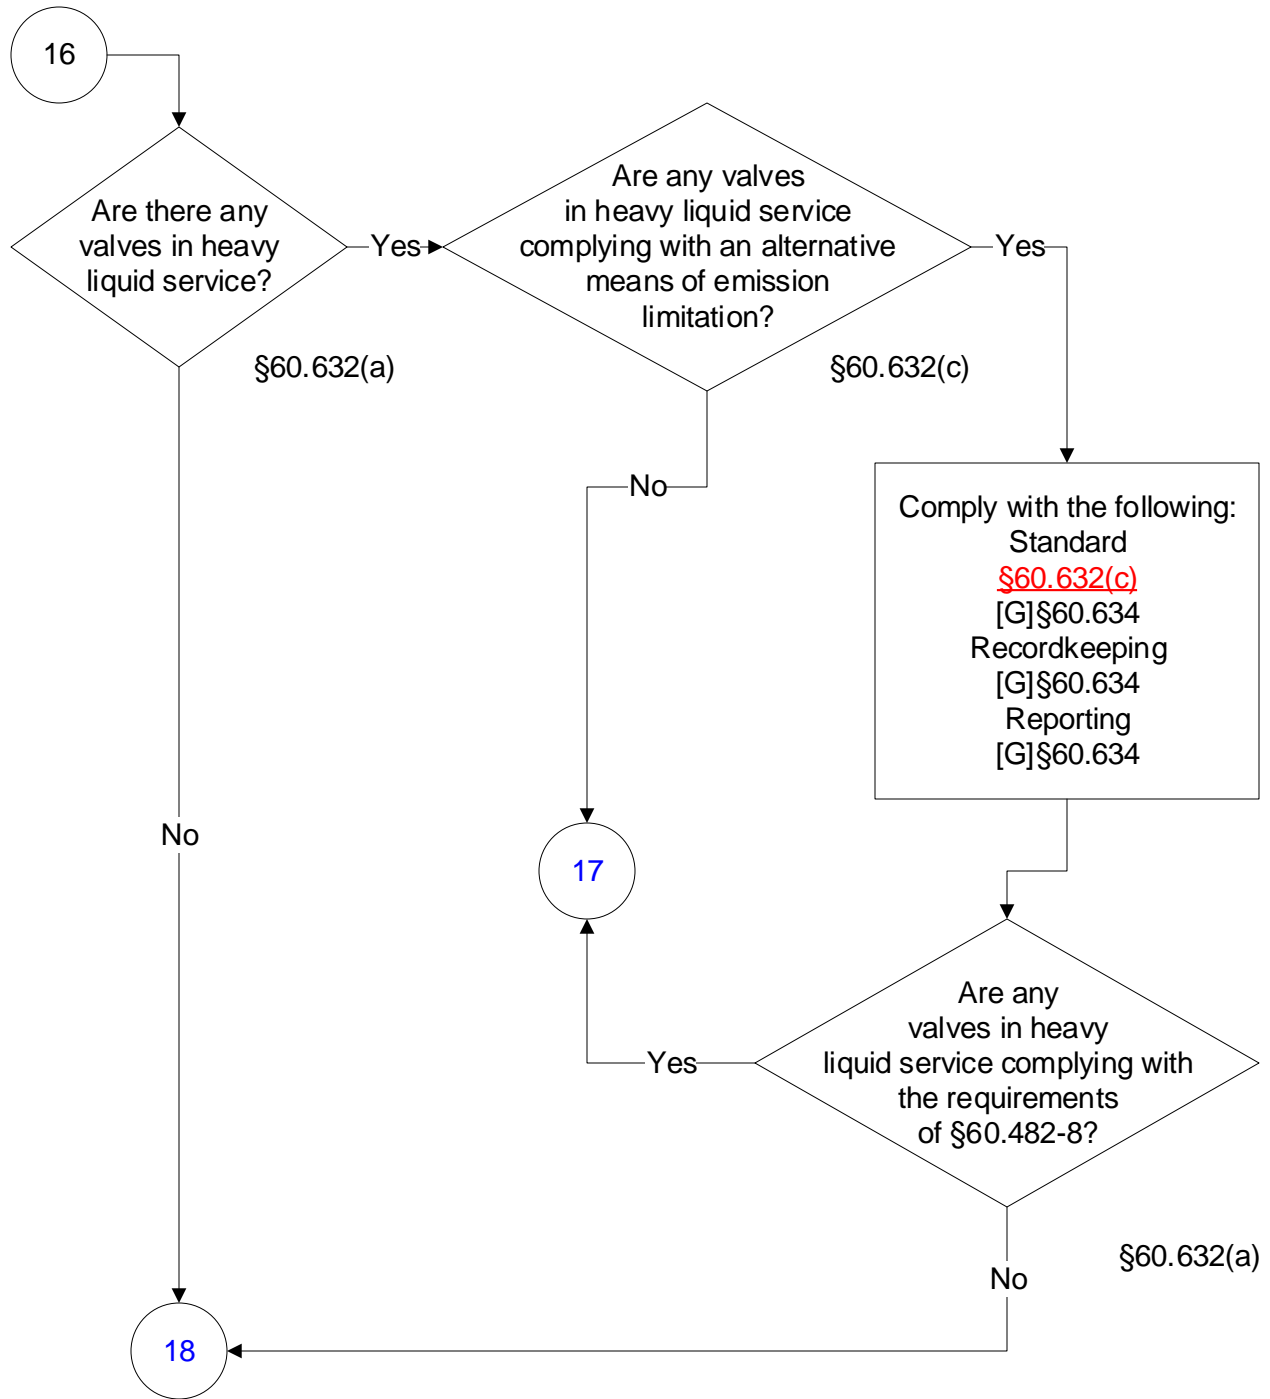 16
Are there any
valves in heavy
liquid service?
Yes
§60.632(a)
No
Are any valves
in heavy liquid service
complying with an alternative
means of emission
limitation?
Yes
§60.632(c)
No
Comply with the following:
Standard
§60.632(c)
[G]§60.634
Recordkeeping
[G]§60.634
Reporting
[G]§60.634
17
Are any
valves in heavy
liquid service complying with
the requirements
of §60.482-8?
Yes
§60.632(a)
No
18